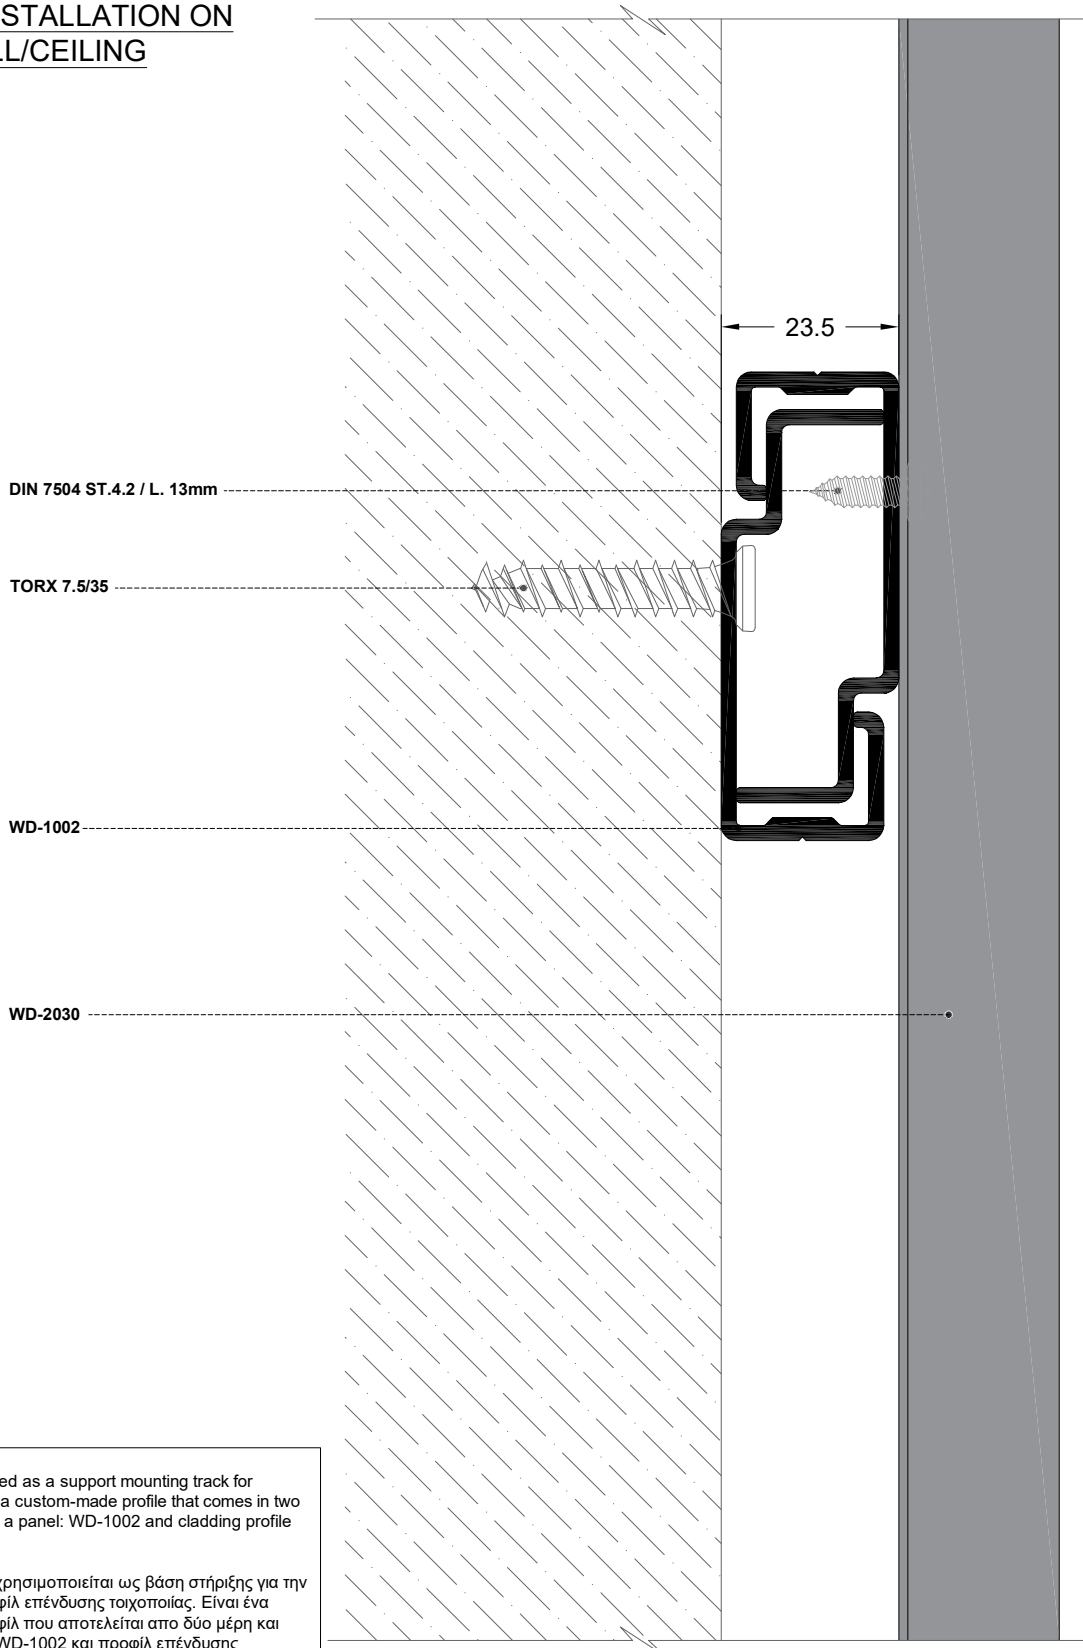 STALLATION ON
L/CEILING
23.5
DIN 7504 ST.4.2 / L. 13mm
TORX 7.5/35
WD-1002
WD-2030
ed as a support mounting track for
a custom-made profile that comes in two
a panel: WD-1002 and cladding profile
χρησιμοποιείται ως βάση στήριξης για την
φίλ επένδυσης τοιχοποιίας. Είναι ένα
φίλ που αποτελείται απο δύο μέρη και
WD-1002 και προφίλ επένδυσης